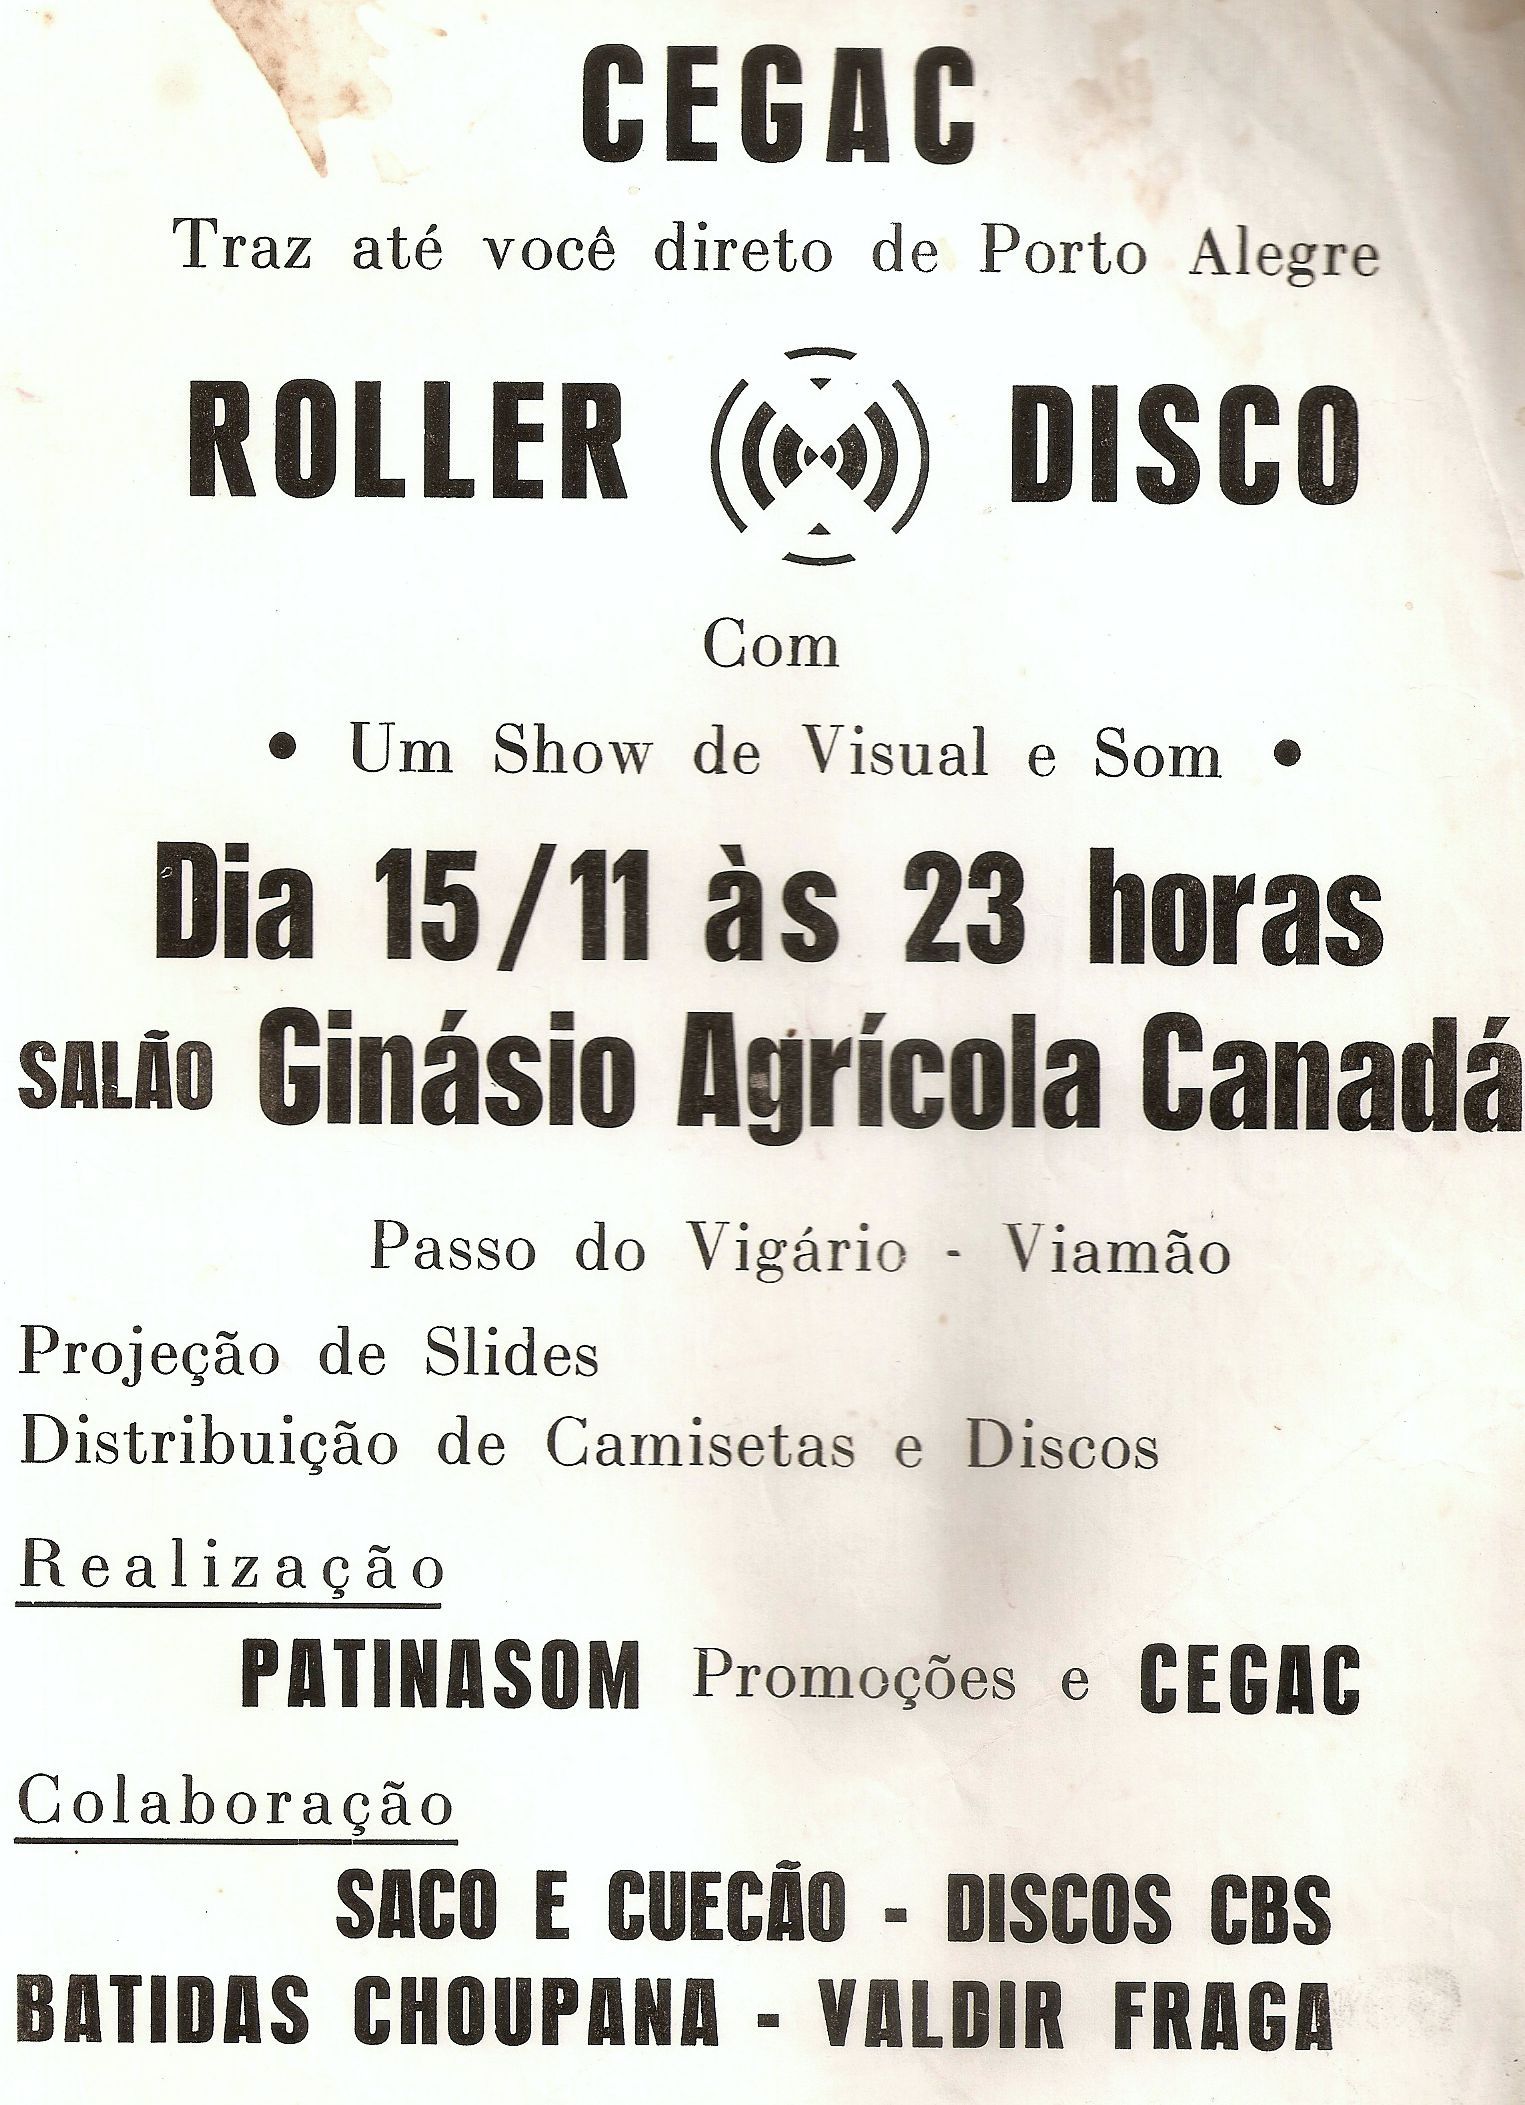 CEGAC
Traz até você direto de Porto Alegre
ROLLER DISCO
Com
• Um Show de Visual e Som •
Dia 15/11 às 23 horas
SALÃO Ginásio Agrícola Canadá
Passo do Vigário - Viamão
Projeção de Slides
Distribuição de Camisetas e Discos
Realização
PATINASOM Promoções e CEGAC
Colaboração
SACO E CUECÃO - DISCOS CBS
BATIDAS CHOUPANA - VALDIR FRAGA